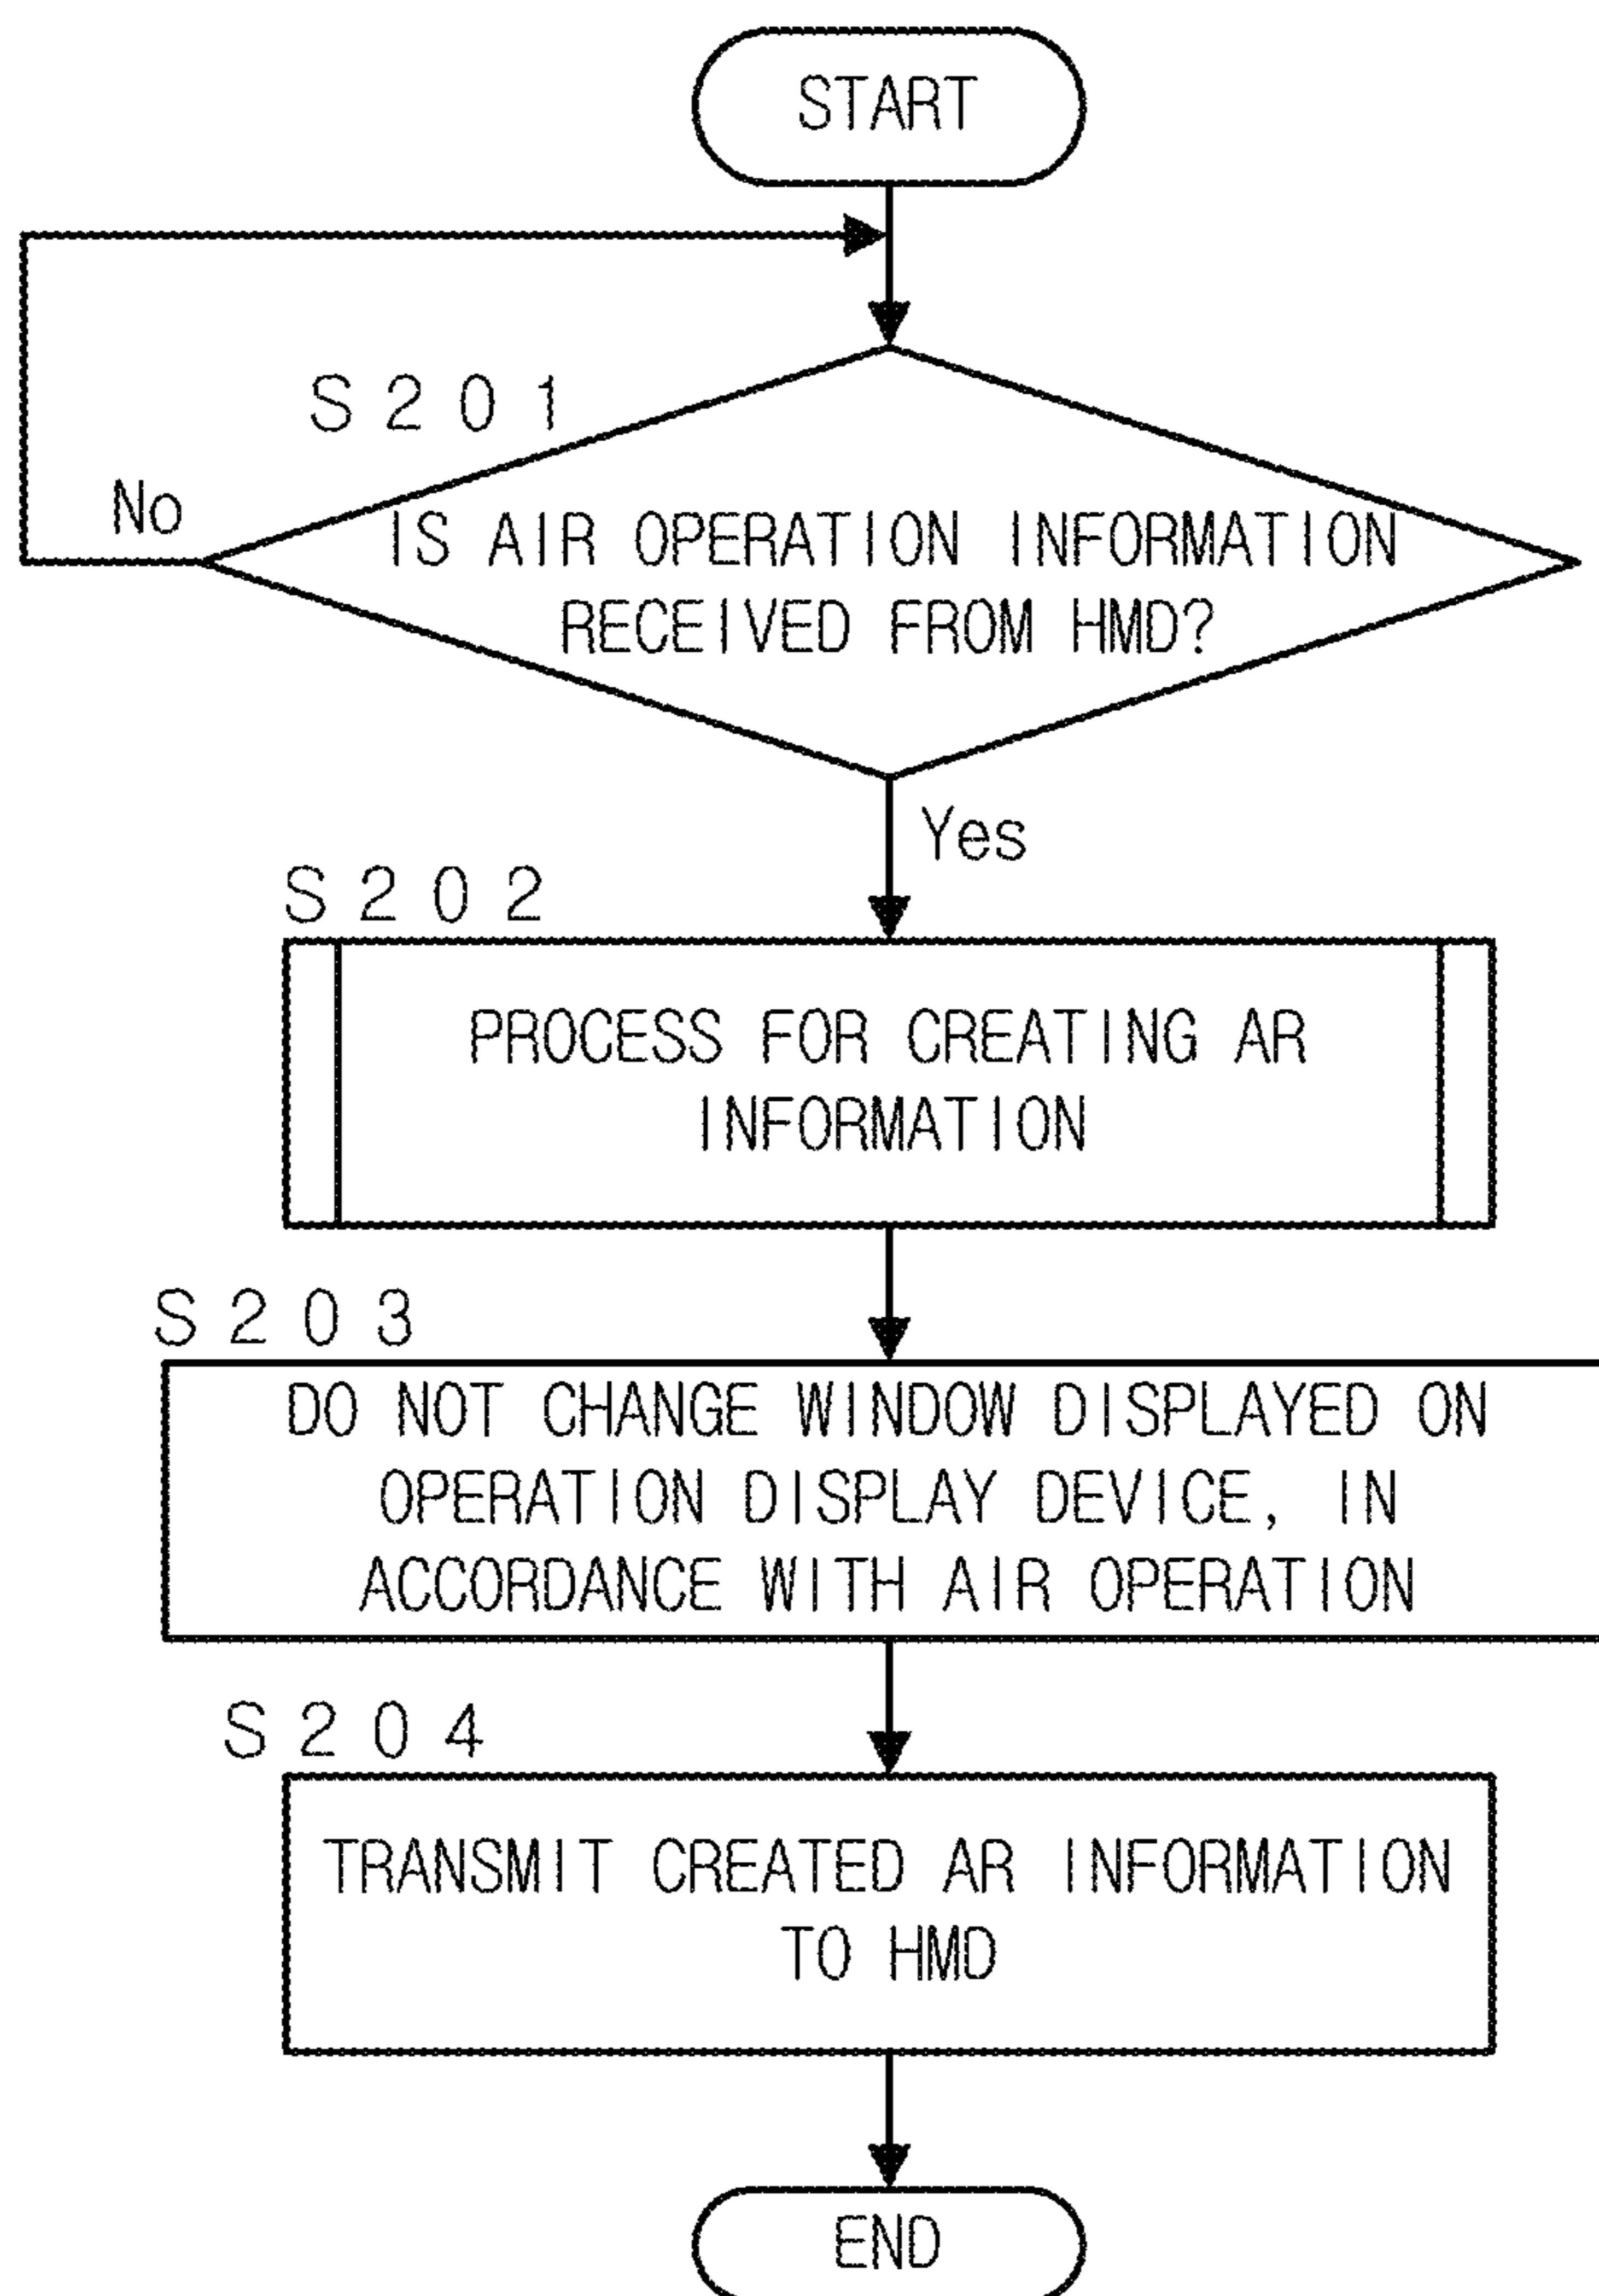 START
S201
No
IS AIR OPERATION INFORMATION
RECEIVED FROM HMD?
Yes
S202
PROCESS FOR CREATING AR
INFORMATION
S203
DO NOT CHANGE WINDOW DISPLAYED ON
OPERATION DISPLAY DEVICE, IN
ACCORDANCE WITH AIR OPERATION
S204
TRANSMIT CREATED AR INFORMATION
TO HMD
END